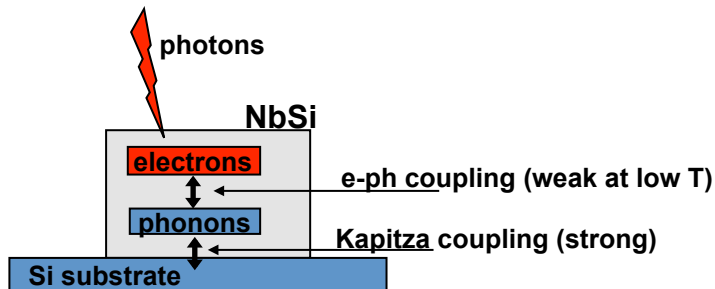 photons
NbSi
electrons
e-ph coupling (weak at low T)
phonons
Kapitza coupling (strong)
Si substrate